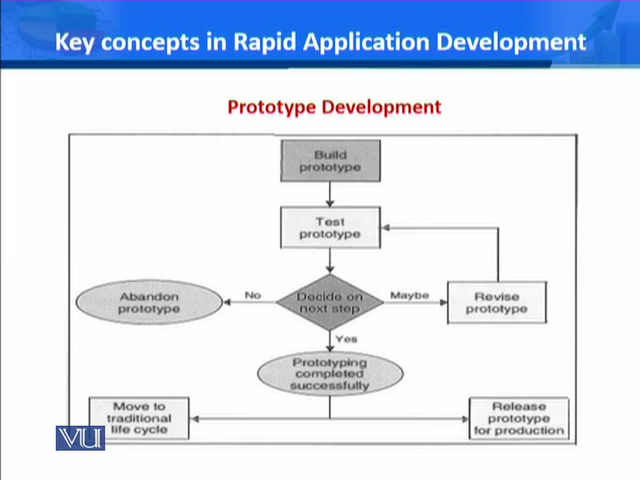 Key concepts in Rapid Application Development
Prototype Development
Build
prototype
Test
prototype
Abandon
prototype
No
Decide on
next step
Maybe
Revise
prototype
Yes
Prototyping
completed
successfully
Move to
traditional
life cycle
Release
prototype
for production
VU